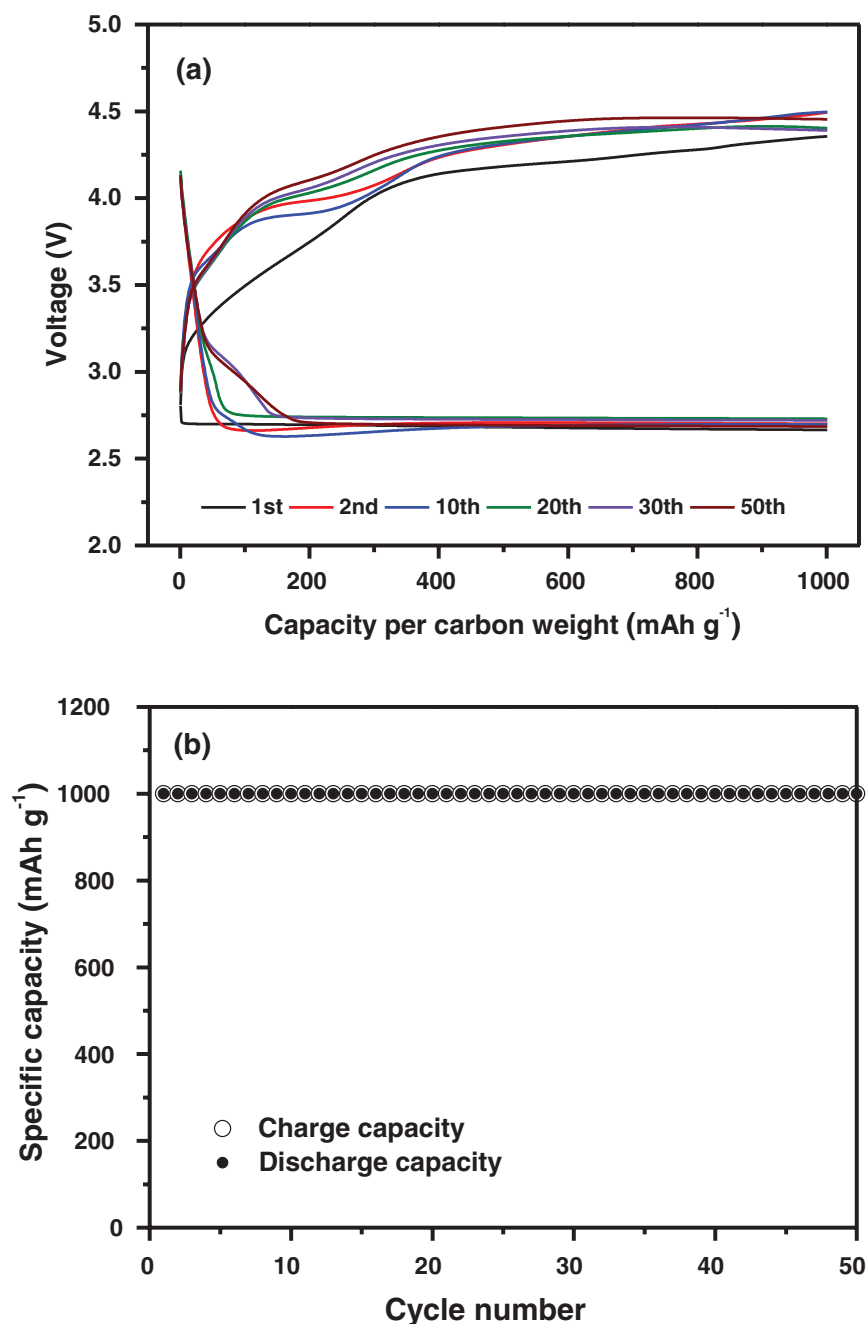 (a)
5.0
4.5
4.0
3.5
3.0
2.5
2.0
Voltage (V)
1st 2nd 10th 20th 30th 50th
0 200 400 600 800 1000
Capacity per carbon weight (mAh g⁻¹)
(b)
1200
1000
800
600
400
200
0
Specific capacity (mAh g⁻¹)
Charge capacity
Discharge capacity
0 10 20 30 40 50
Cycle number